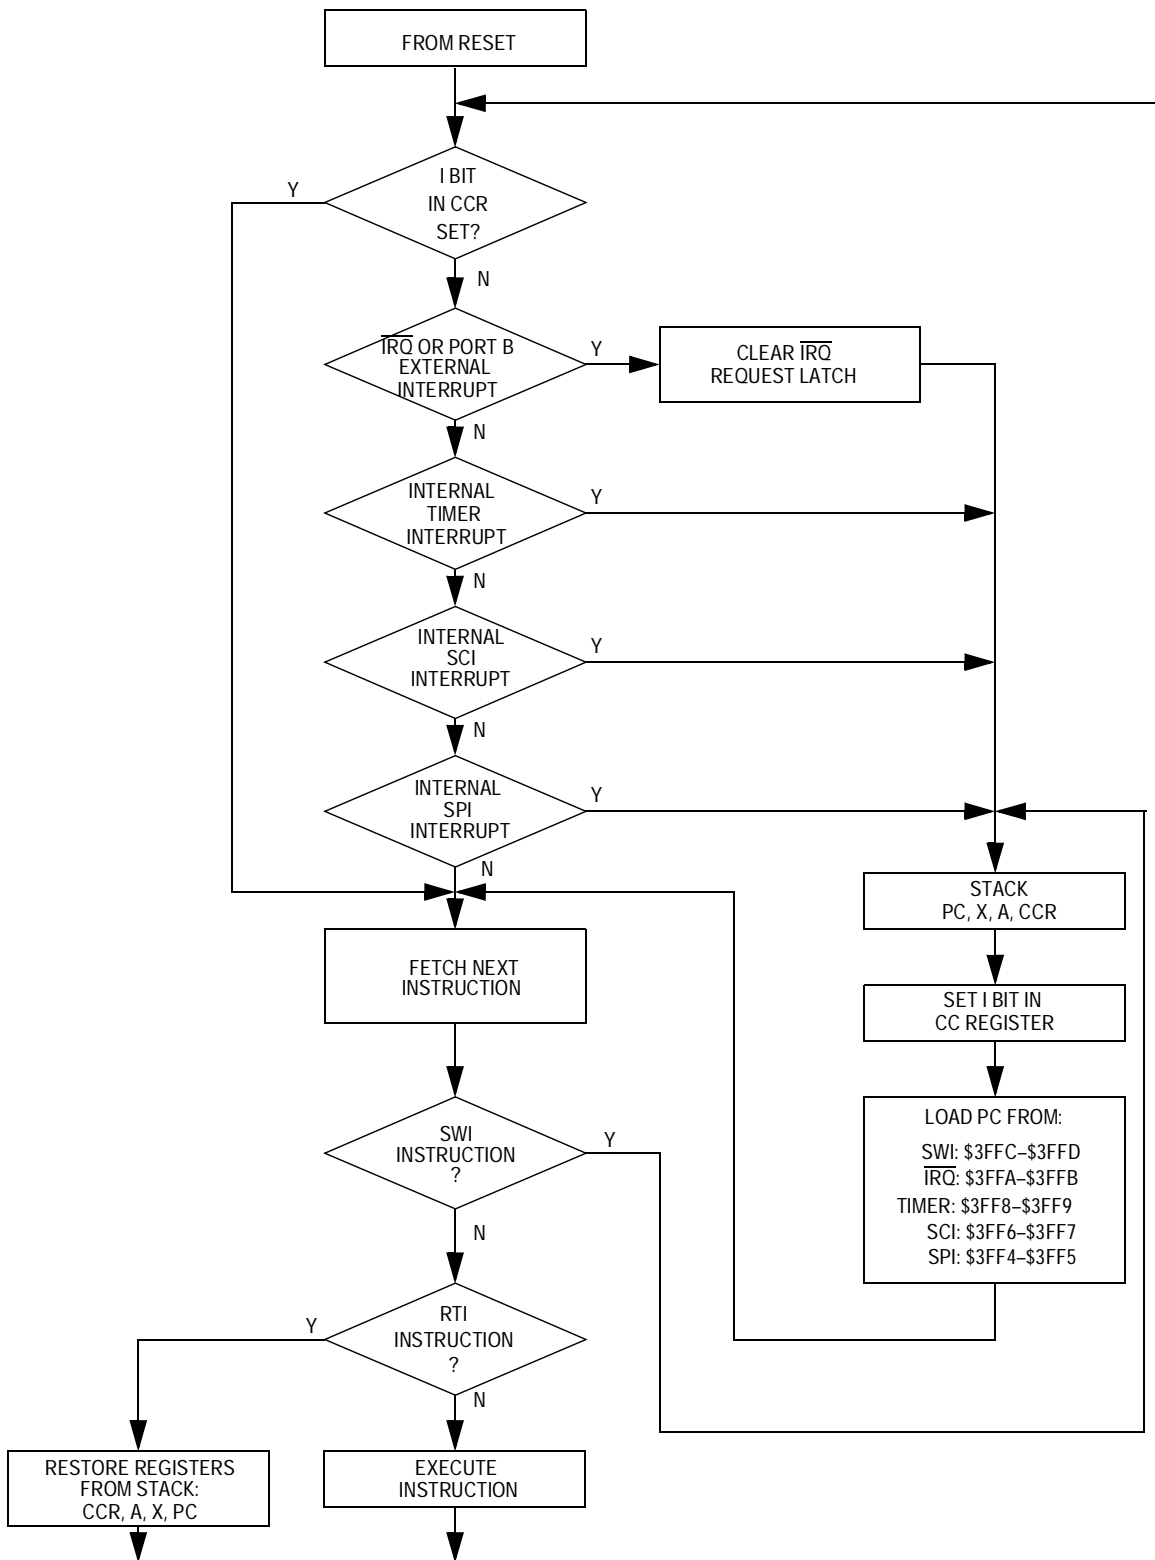 FROM RESET
Y
I BIT
IN CCR
SET?
N
IRQ OR PORT B
EXTERNAL
INTERRUPT
Y
CLEAR IRQ
REQUEST LATCH
N
INTERNAL
TIMER
INTERRUPT
Y
N
INTERNAL
SCI
INTERRUPT
Y
N
INTERNAL
SPI
INTERRUPT
Y
N
STACK
PC, X, A, CCR
FETCH NEXT
INSTRUCTION
SET I BIT IN
CC REGISTER
LOAD PC FROM:
SWI: $3FFC–$3FFD
IRQ: $3FFA–$3FFB
TIMER: $3FF8–$3FF9
SCI: $3FF6–$3FF7
SPI: $3FF4–$3FF5
SWI
INSTRUCTION
?
Y
N
Y
RTI
INSTRUCTION
?
N
RESTORE REGISTERS
FROM STACK:
CCR, A, X, PC
EXECUTE
INSTRUCTION